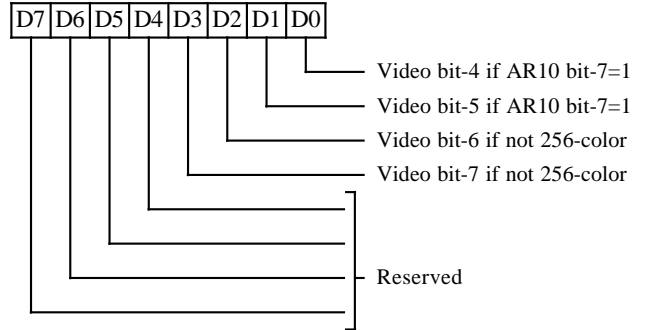 D7 D6 D5 D4 D3 D2 D1 D0
Video bit-4 if AR10 bit-7=1
Video bit-5 if AR10 bit-7=1
Video bit-6 if not 256-color
Video bit-7 if not 256-color
Reserved